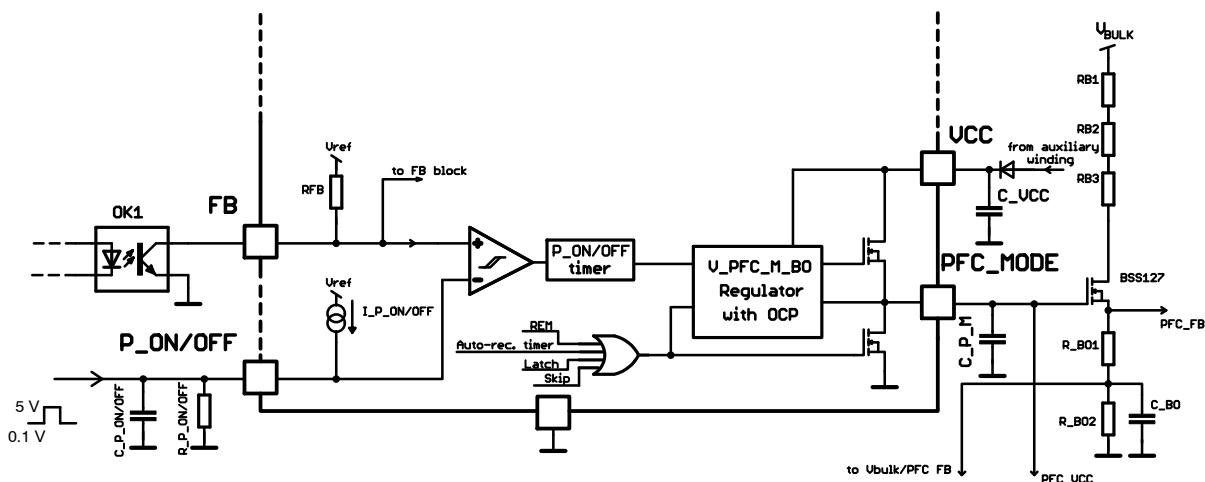 VBULK
RB1
VCC
RB2
from auxiliary
winding
Vref
to FB block
RB3
RFB
C_VCC
FB
OK1
P_ON/OFF
timer
V_PFC_M_BO
Regulator
with OCP
PFC_MODE
BSS127
Vref
I_P_ON/OFF
PFC_FB
P_ON/OFF
REM
Auto-rec. timer
Latch
Skip
C_P_M
R_BO1
5 V
0.1 V
C_P_ON/OFF
R_P_ON/OFF
R_BO2
C_BO
to Vbulk/PFC FB
PFC_VCC